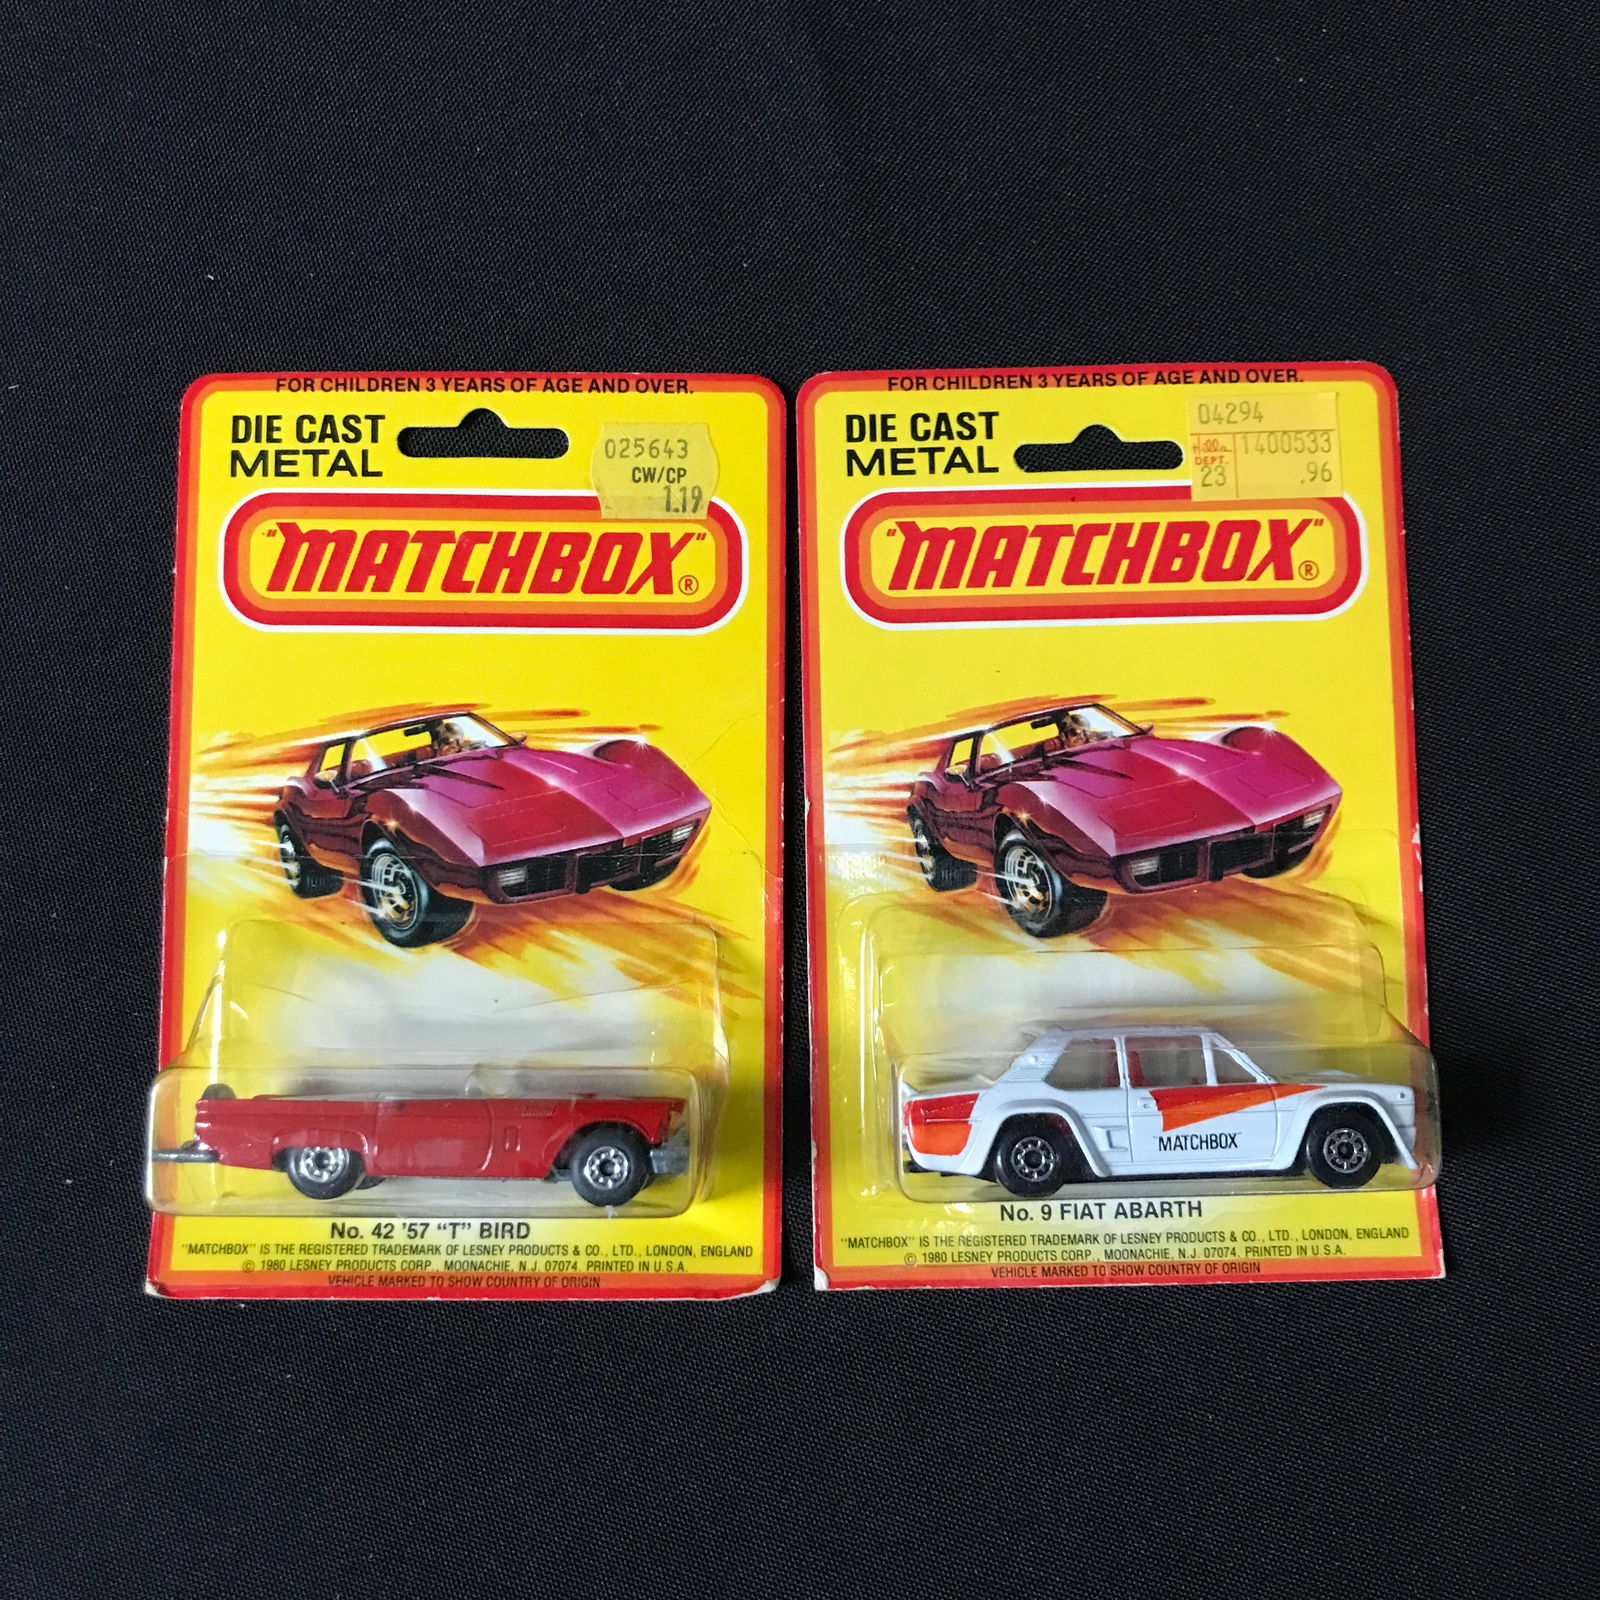 FOR CHILDREN 3 YEARS OF AGE AND OVER.
DIE CAST
METAL
025643
CW/CP
1.19
"MATCHBOX"®
No. 42 '57 "T" BIRD
"MATCHBOX" IS THE REGISTERED TRADEMARK OF LESNEY PRODUCTS & CO., LTD., LONDON, ENGLAND
© 1980 LESNEY PRODUCTS CORP., MOONACHIE, N.J. 07074. PRINTED IN U.S.A.
VEHICLE MARKED TO SHOW COUNTRY OF ORIGIN
FOR CHILDREN 3 YEARS OF AGE AND OVER.
DIE CAST
METAL
04294
Hills 1400533
DEPT.
23 .96
"MATCHBOX"®
"MATCHBOX"
No. 9 FIAT ABARTH
"MATCHBOX" IS THE REGISTERED TRADEMARK OF LESNEY PRODUCTS & CO., LTD., LONDON, ENGLAND
© 1980 LESNEY PRODUCTS CORP., MOONACHIE, N.J. 07074. PRINTED IN U.S.A.
VEHICLE MARKED TO SHOW COUNTRY OF ORIGIN